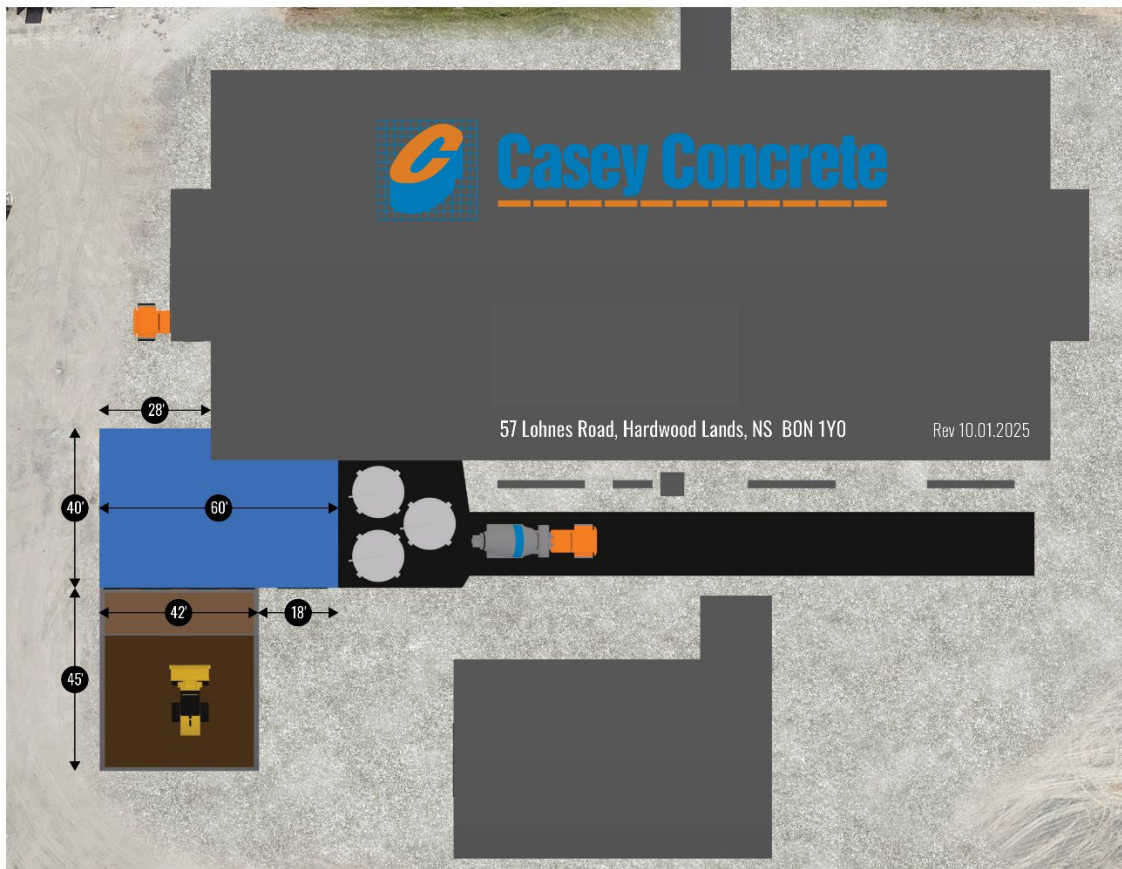 C
Casey Concrete
57 Lohnes Road, Hardwood Lands, NS B0N 1Y0
Rev 10.01.2025
28'
40'
60'
42'
18'
45'